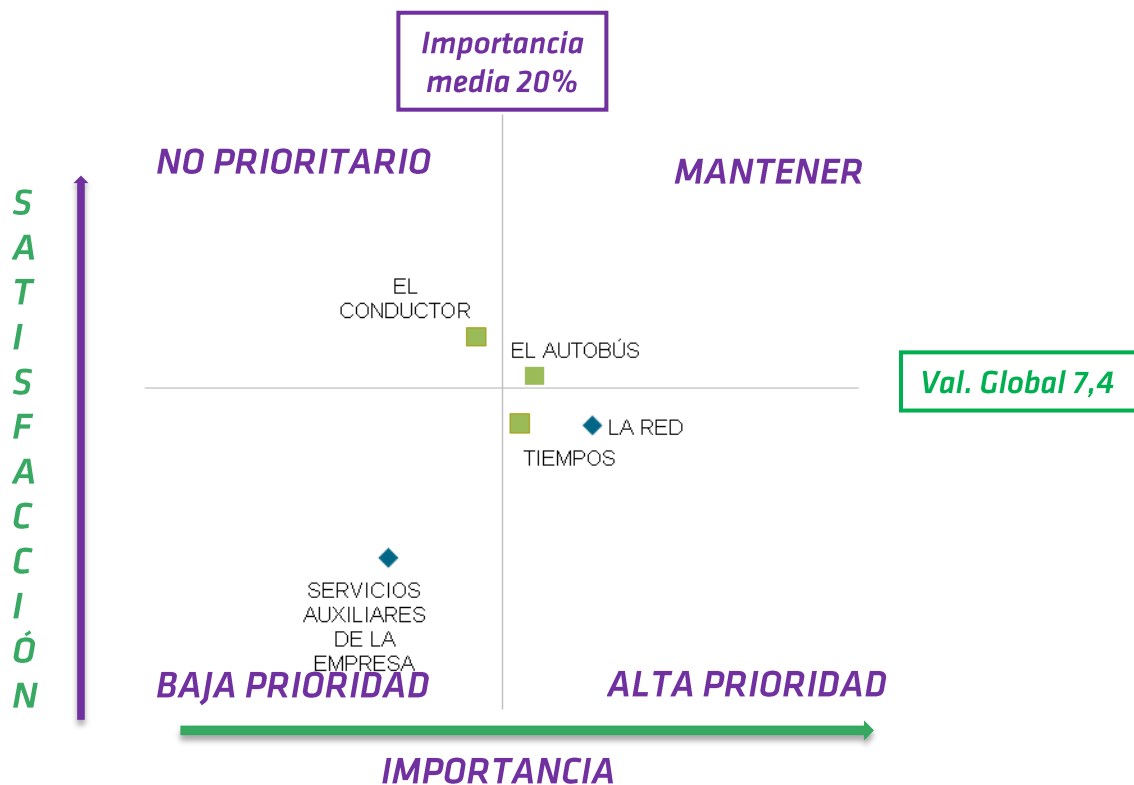 Importancia
media 20%
NO PRIORITARIO
MANTENER
SATISFACCIÓN
EL
CONDUCTOR
EL AUTOBÚS
Val. Global 7,4
LA RED
TIEMPOS
SERVICIOS
AUXILIARES
DE LA
EMPRESA
BAJA PRIORIDAD
ALTA PRIORIDAD
IMPORTANCIA